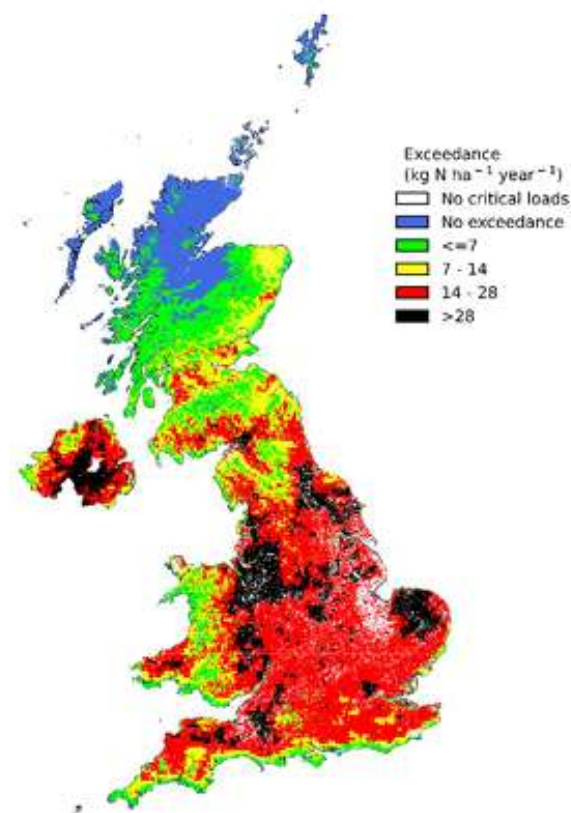 Exceedance
(kg N ha⁻¹ year⁻¹)
No critical loads
No exceedance
<=7
7 - 14
14 - 28
>28